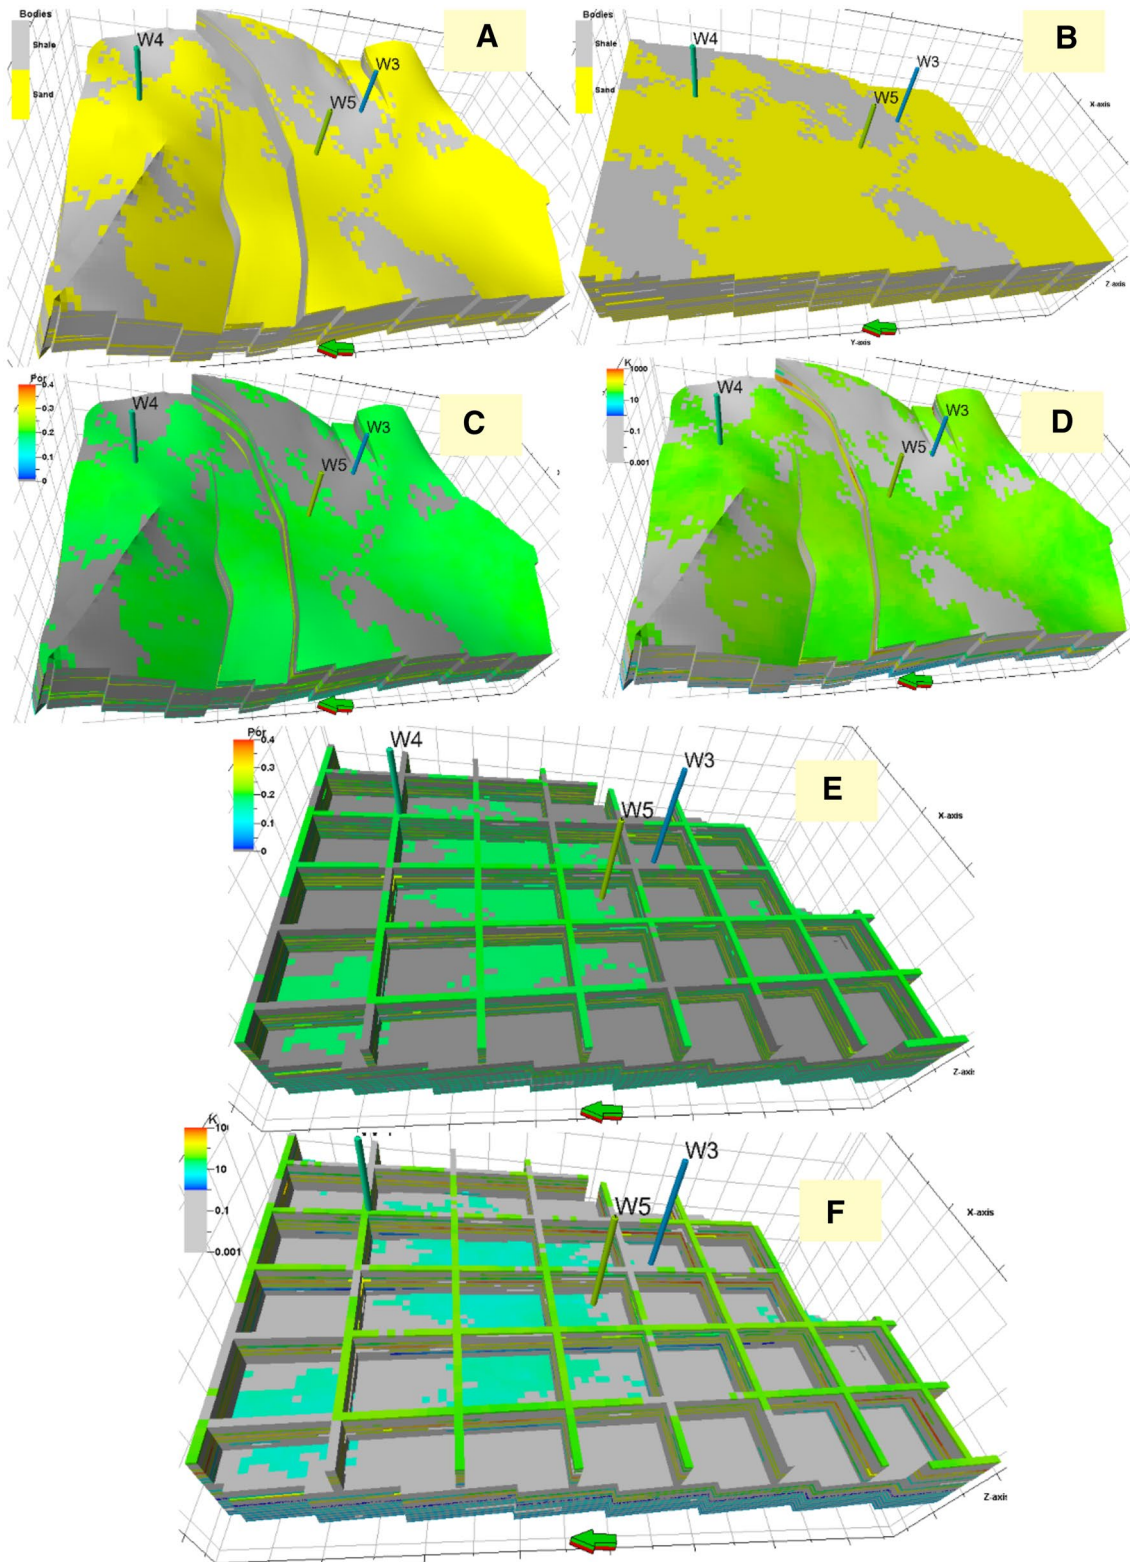 Bodies
Shale
Sand
W4
W5
W3
A
Bodies
Shale
Sand
W4
W5
W3
B
X-axis
Z axis
Y-axis
Por
0.4
0.3
0.2
0.1
0
W4
W5
W3
C
K
1000
10
0.1
0.001
W4
W5
W3
D
Por
0.4
0.3
0.2
0.1
0
W4
W5
W3
E
X-axis
Z-axis
K
10
0.1
0.001
W5
W3
F
X-axis
Z-axis